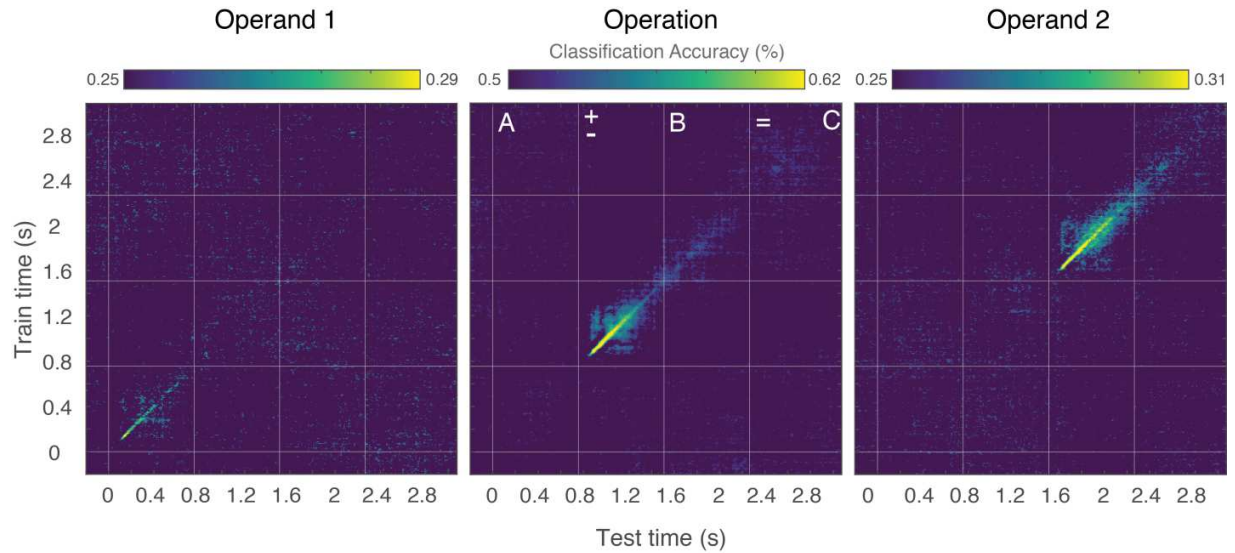 Operand 1 Operation Operand 2
Classification Accuracy (%)
0.25 0.29 0.5 0.62 0.25 0.31
A + - B = C
2.8
2.4
2
1.6
1.2
0.8
0.4
0
Train time (s)
0 0.4 0.8 1.2 1.6 2 2.4 2.8 0 0.4 0.8 1.2 1.6 2 2.4 2.8 0 0.4 0.8 1.2 1.6 2 2.4 2.8
Test time (s)